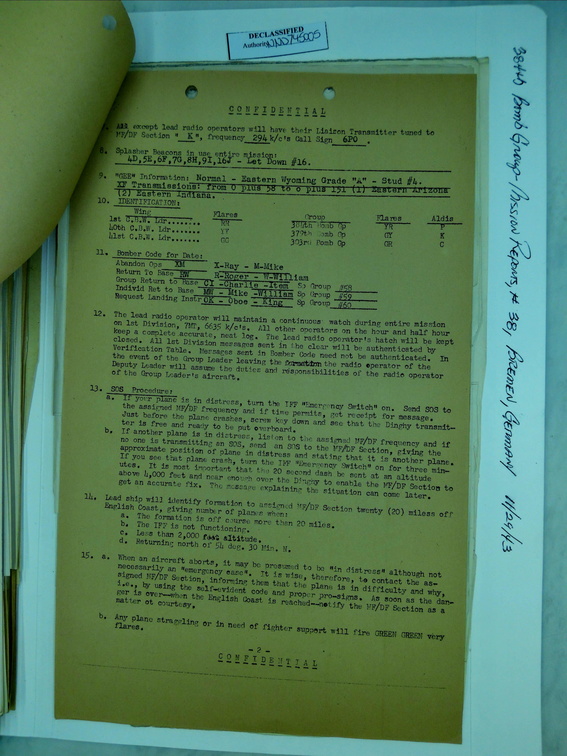 DECLASSIFIED
Authority NND 745005
CONFIDENTIAL
All except lead radio operators will have their Liaison Transmitter tuned to
MF/DF Section " K ", frequency 294 k/c's Call Sign 6PO .
8. Splasher Beacons in use entire mission:
4D,5E,6F,7G,8H,9I,16J - Let Down #16.
9. "GEE" Information: Normal - Eastern Wyoming Grade "A" - Stud #4.
XF Transmissions: from 0 plus 58 to 0 plus 151 (1) Eastern Arizona
(2) Eastern Indiana.
10. IDENTIFICATION:
Wing Flares Group Flares Aldis
1st C.B.W. Ldr....... RR 384th Bomb Gp YR F
40th C.B.W. Ldr...... YY 379th Bomb Gp GY K
41st C.B.W. Ldr...... GG 303rd Bomb Gp GR C
11. Bomber Code for Date:
Abandon Ops XM X-Ray - M-Mike
Return To Base RW R-Roger - W-William
Group Return to Base CI -Charlie -Item Sp Group #58
Individ Ret to Base MW - Mike -William Sp Group #59
Request Landing Instr OK - Oboe - King Sp Group #60
12. The lead radio operator will maintain a continuous watch during entire mission
on 1st Division, 7MT, 6635 k/c's. All other operators on the hour and half hour
keep a complete accurate, neat log. The lead radio operator's hatch will be kept
closed. All 1st Division messages sent in the clear will be authenticated by
Verification Table. Messages sent in Bomber Code need not be authenticated. In
the event of the Group Leader leaving the formation the radio operator of the
Deputy Leader will assume the duties and responsibilities of the radio operator
of the Group Leader's aircraft.
13. SOS Procedure:
a. If your plane is in distress, turn the IFF "Emergency Switch" on. Send SOS to
the assigned MF/DF frequency and if time permits, get receipt for message.
Just before the plane crashes, screw key down and see that the Dinghy transmit-
ter is free and ready to be put overboard.
b. If another plane is in distress, listen to the assigned MF/DF frequency and if
no one is transmitting an SOS, send an SOS to the MF/DF Section, giving the
approximate position of plane in distress and stating that it is another plane.
If you see that plane crash, turn the IFF "Emergency Switch" on for three min-
utes. It is most important that the 20 second dash be sent at an altitude
above 4,000 feet and near enough over the Dinghy to enable the MF/DF Section to
get an accurate fix. The message explaining the situation can come later.
14. Lead ship will identify formation to assigned MF/DF Section twenty (20) miless off
English Coast, giving number of planes when:
a. The formation is off course more than 20 miles.
b. The IFF is not functioning.
c. Less than 2,000 feet altitude.
d. Returning north of 54 deg. 30 Min. N.
15. a. When an aircraft aborts, it may be presumed to be "in distress" although not
necessarily an "emergency case". It is wise, therefore, to contact the as-
signed MF/DF Section, informing them that the plane is in difficulty and why,
i.e., by using the self-evident code and proper pro-signs. As soon as the dan-
ger is over--when the English Coast is reached--notify the MF/DF Section as a
matter of courtesy.
b. Any plane straggling or in need of fighter support will fire GREEN GREEN very
flares.
- 2 -
CONFIDENTIAL
384th Bomb Group Mission Reports, # 38, BREMEN, GERMANY 11/29/43